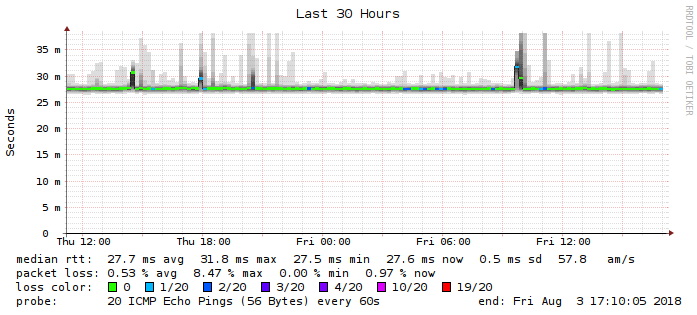 Last 30 Hours
RRDTOOL / TOBI OETIKER
Seconds
35 m
30 m
25 m
20 m
15 m
10 m
5 m
0
Thu 12:00 Thu 18:00 Fri 00:00 Fri 06:00 Fri 12:00
median rtt: 27.7 ms avg 31.8 ms max 27.5 ms min 27.6 ms now 0.5 ms sd 57.8 am/s
packet loss: 0.53 % avg 8.47 % max 0.00 % min 0.97 % now
loss color: 0 1/20 2/20 3/20 4/20 10/20 19/20
probe: 20 ICMP Echo Pings (56 Bytes) every 60s end: Fri Aug 3 17:10:05 2018